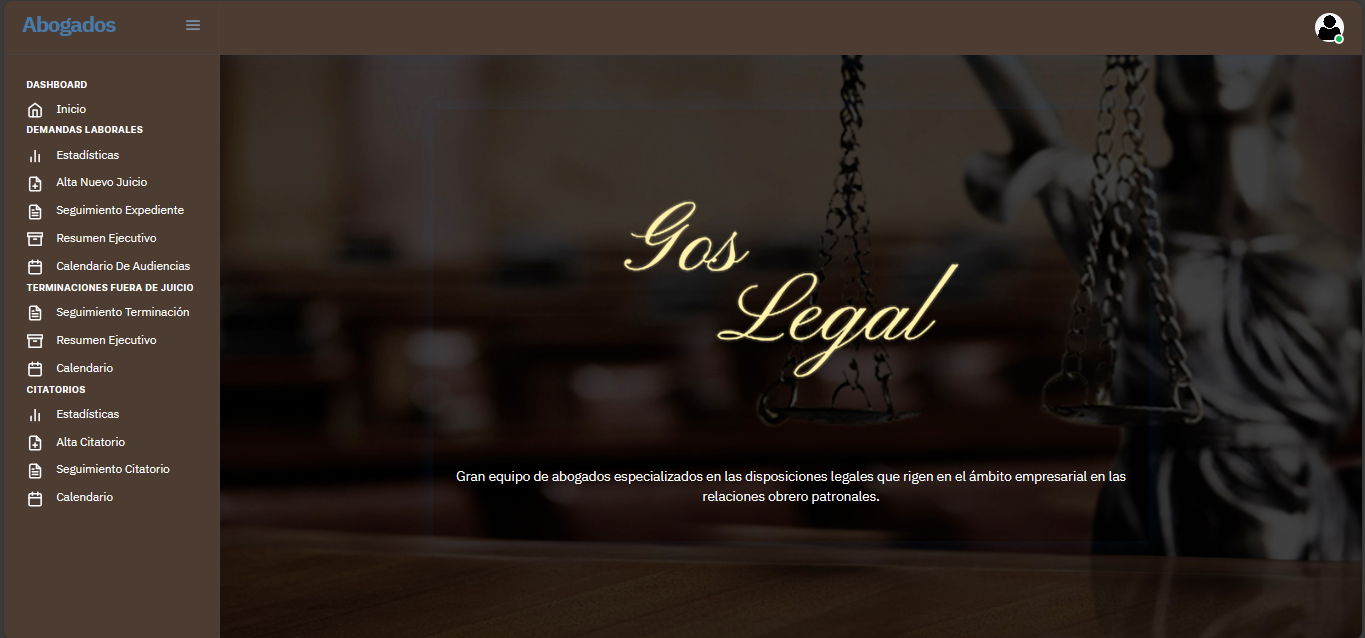 Abogados
DASHBOARD
Inicio
DEMANDAS LABORALES
Estadísticas
Alta Nuevo Juicio
Seguimiento Expediente
Resumen Ejecutivo
Calendario De Audiencias
TERMINACIONES FUERA DE JUICIO
Seguimiento Terminación
Resumen Ejecutivo
Calendario
CITATORIOS
Estadísticas
Alta Citatorio
Seguimiento Citatorio
Calendario
Gos
Legal
Gran equipo de abogados especializados en las disposiciones legales que rigen en el ámbito empresarial en las
relaciones obrero patronales.